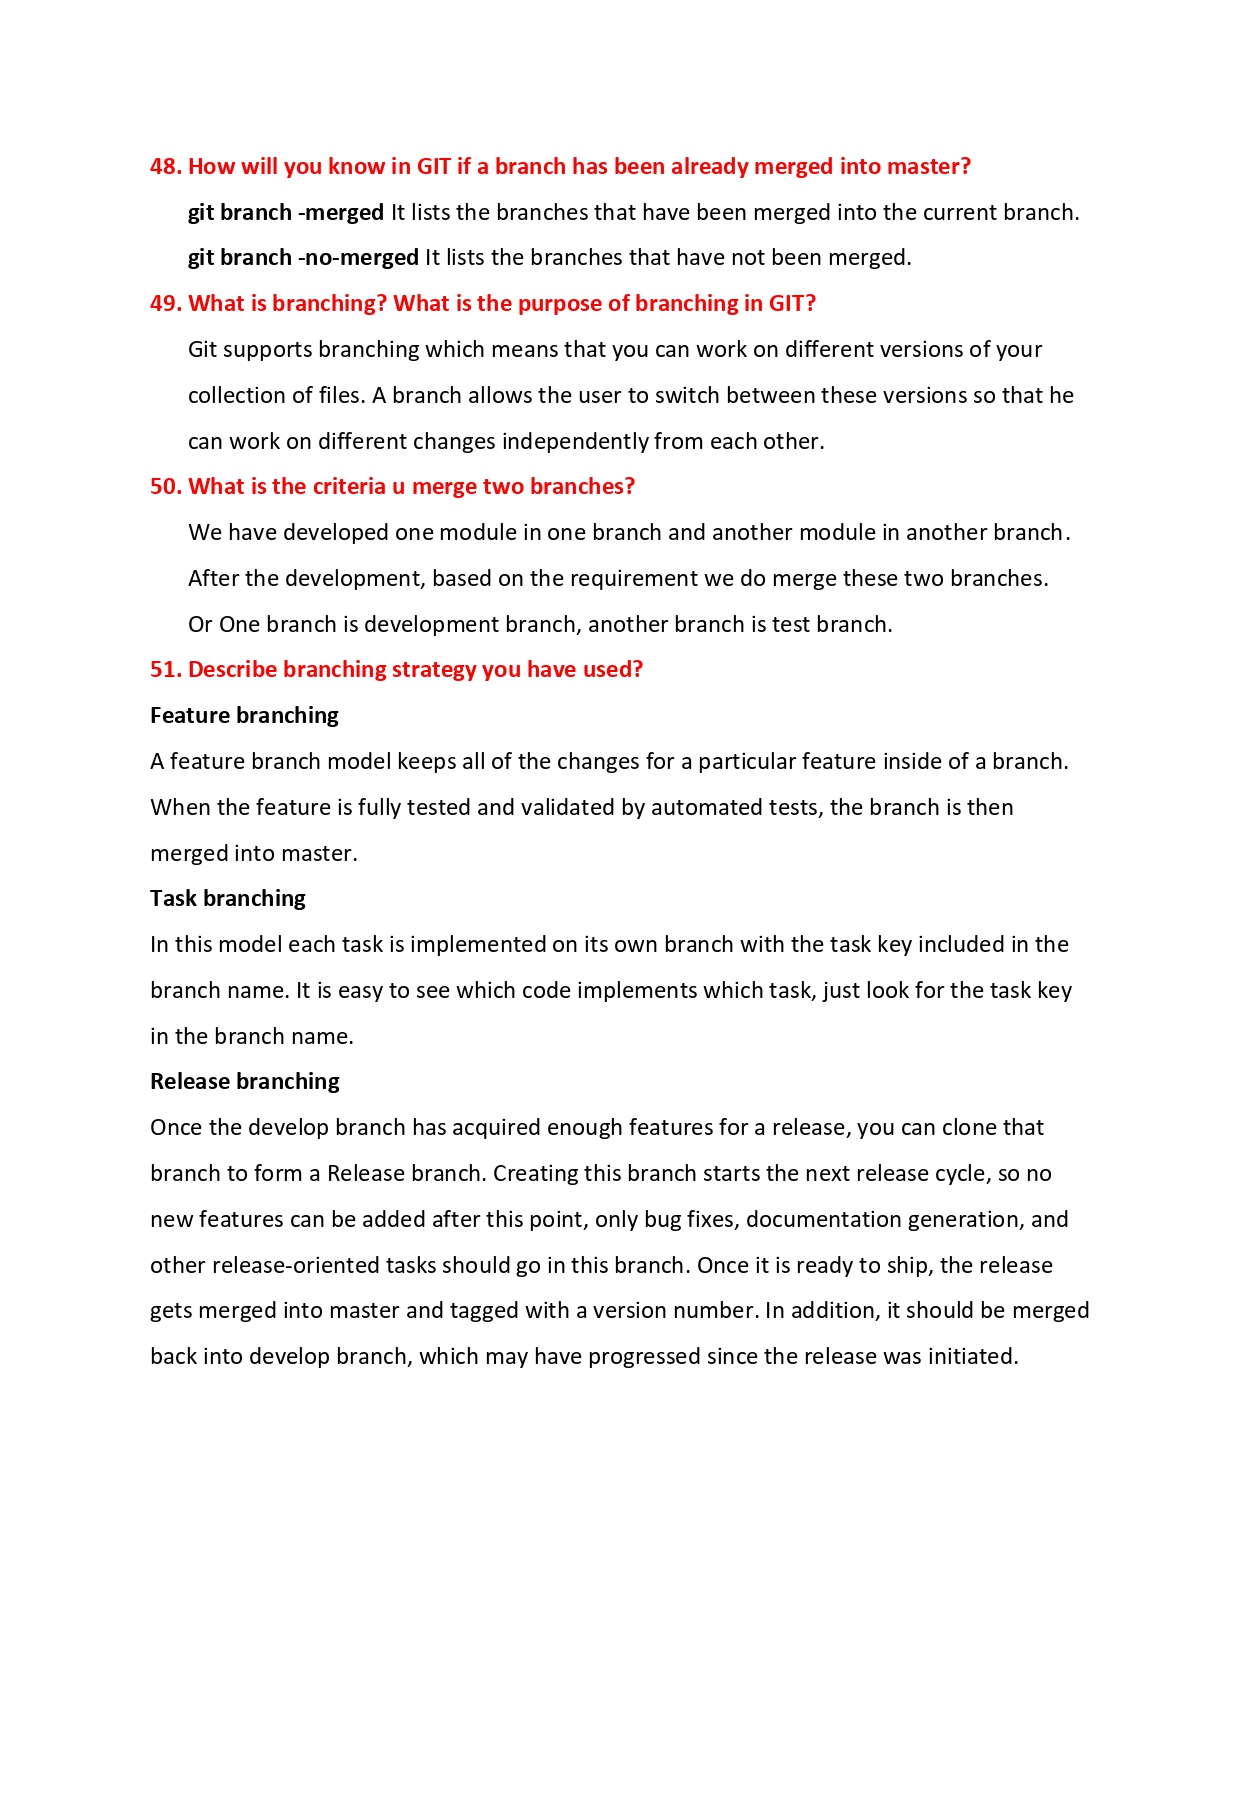 48. How will you know in GIT if a branch has been already merged into master?
git branch -merged It lists the branches that have been merged into the current branch.
git branch -no-merged It lists the branches that have not been merged.
49. What is branching? What is the purpose of branching in GIT?
Git supports branching which means that you can work on different versions of your
collection of files. A branch allows the user to switch between these versions so that he
can work on different changes independently from each other.
50. What is the criteria u merge two branches?
We have developed one module in one branch and another module in another branch.
After the development, based on the requirement we do merge these two branches.
Or One branch is development branch, another branch is test branch.
51. Describe branching strategy you have used?
Feature branching
A feature branch model keeps all of the changes for a particular feature inside of a branch.
When the feature is fully tested and validated by automated tests, the branch is then
merged into master.
Task branching
In this model each task is implemented on its own branch with the task key included in the
branch name. It is easy to see which code implements which task, just look for the task key
in the branch name.
Release branching
Once the develop branch has acquired enough features for a release, you can clone that
branch to form a Release branch. Creating this branch starts the next release cycle, so no
new features can be added after this point, only bug fixes, documentation generation, and
other release-oriented tasks should go in this branch. Once it is ready to ship, the release
gets merged into master and tagged with a version number. In addition, it should be merged
back into develop branch, which may have progressed since the release was initiated.